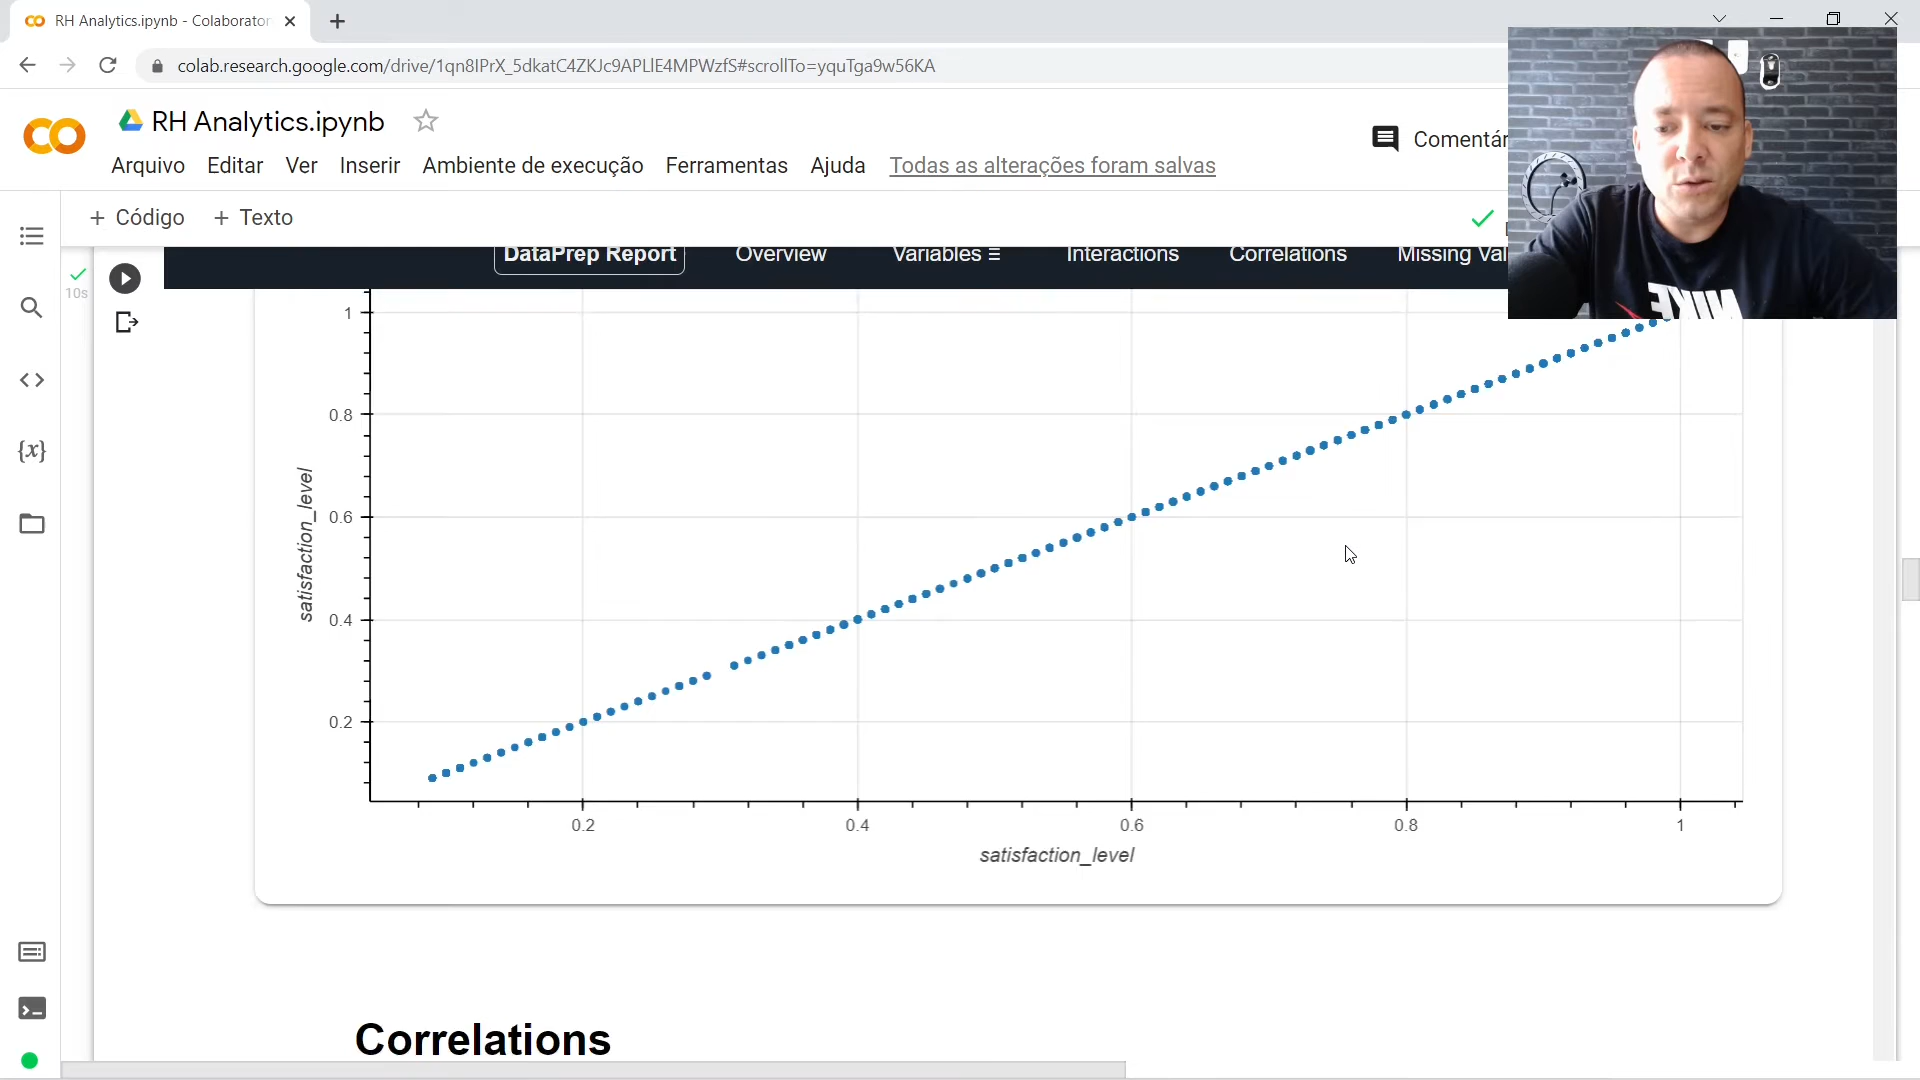 RH Analytics.ipynb - Colaborator
colab.research.google.com/drive/1qn8IPrX_5dkatC4ZKJc9APLlE4MPWzfS#scrollTo=yquTga9w56KA
RH Analytics.ipynb
Comentár
Arquivo Editar Ver Inserir Ambiente de execução Ferramentas Ajuda Todas as alterações foram salvas
+ Código + Texto
DataPrep Report Overview Variables Interactions Correlations Missing Val
10s
{x}
NIKE
1
0.8
0.6
0.4
0.2
satisfaction_level
0.2 0.4 0.6 0.8 1
satisfaction_level
Correlations